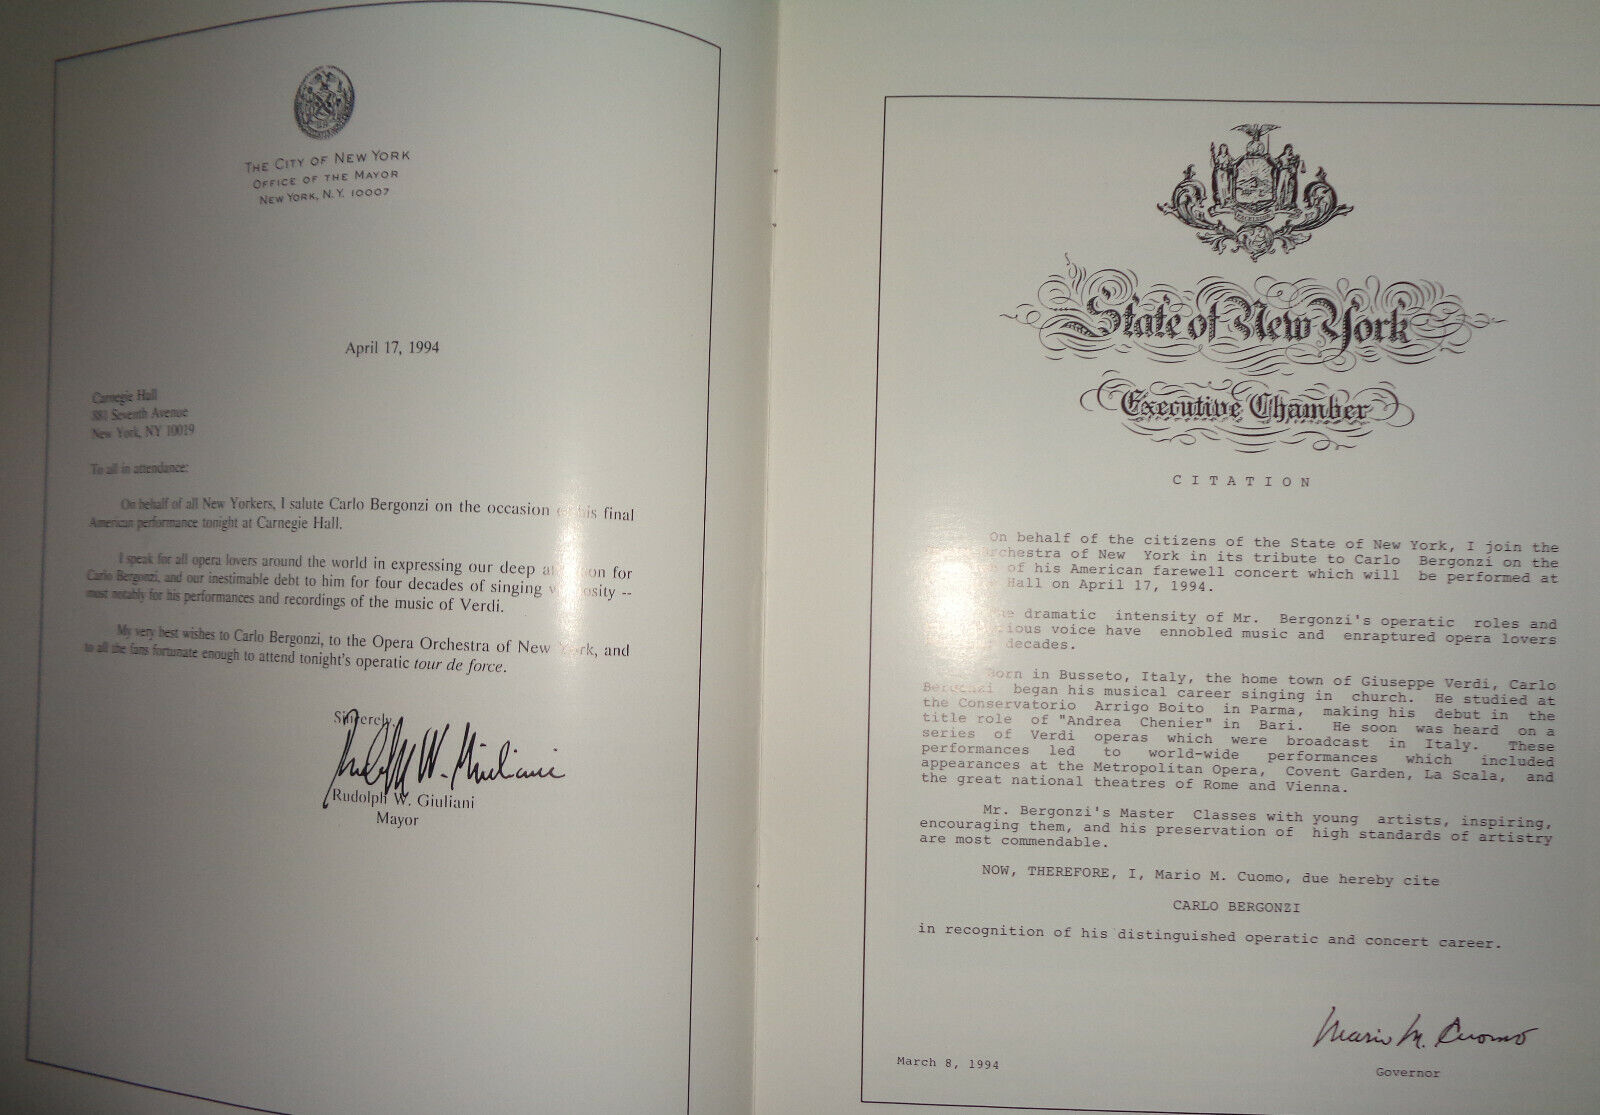 THE CITY OF NEW YORK
OFFICE OF THE MAYOR
NEW YORK, N.Y. 10007
April 17, 1994
Carnegie Hall
881 Seventh Avenue
New York, NY 10019
To all in attendance:
On behalf of all New Yorkers, I salute Carlo Bergonzi on the occasion his final
American performance tonight at Carnegie Hall.
I speak for all opera lovers around the world in expressing our deep for
Carlo Bergonzi, and our inestimable debt to him for four decades of singing --
most notably for his performances and recordings of the music of Verdi.
My very best wishes to Carlo Bergonzi, to the Opera Orchestra of New York, and
to all the fans fortunate enough to attend tonight's operatic tour de force.
Sincerely,
Rudolph W. Giuliani
Rudolph W. Giuliani
Mayor
EXCELSIOR
State of New York
Executive Chamber
CITATION
On behalf of the citizens of the State of New York, I join the
Orchestra of New York in its tribute to Carlo Bergonzi on the
of his American farewell concert which will be performed at
Hall on April 17, 1994.
The dramatic intensity of Mr. Bergonzi's operatic roles and
voice have ennobled music and enraptured opera lovers
decades.
Born in Busseto, Italy, the home town of Giuseppe Verdi, Carlo
Bergonzi began his musical career singing in church. He studied at
the Conservatorio Arrigo Boito in Parma, making his debut in the
title role of "Andrea Chenier" in Bari. He soon was heard on a
series of Verdi operas which were broadcast in Italy. These
performances led to world-wide performances which included
appearances at the Metropolitan Opera, Covent Garden, La Scala, and
the great national theatres of Rome and Vienna.
Mr. Bergonzi's Master Classes with young artists, inspiring,
encouraging them, and his preservation of high standards of artistry
are most commendable.
NOW, THEREFORE, I, Mario M. Cuomo, due hereby cite
CARLO BERGONZI
in recognition of his distinguished operatic and concert career.
Mario M. Cuomo
March 8, 1994
Governor